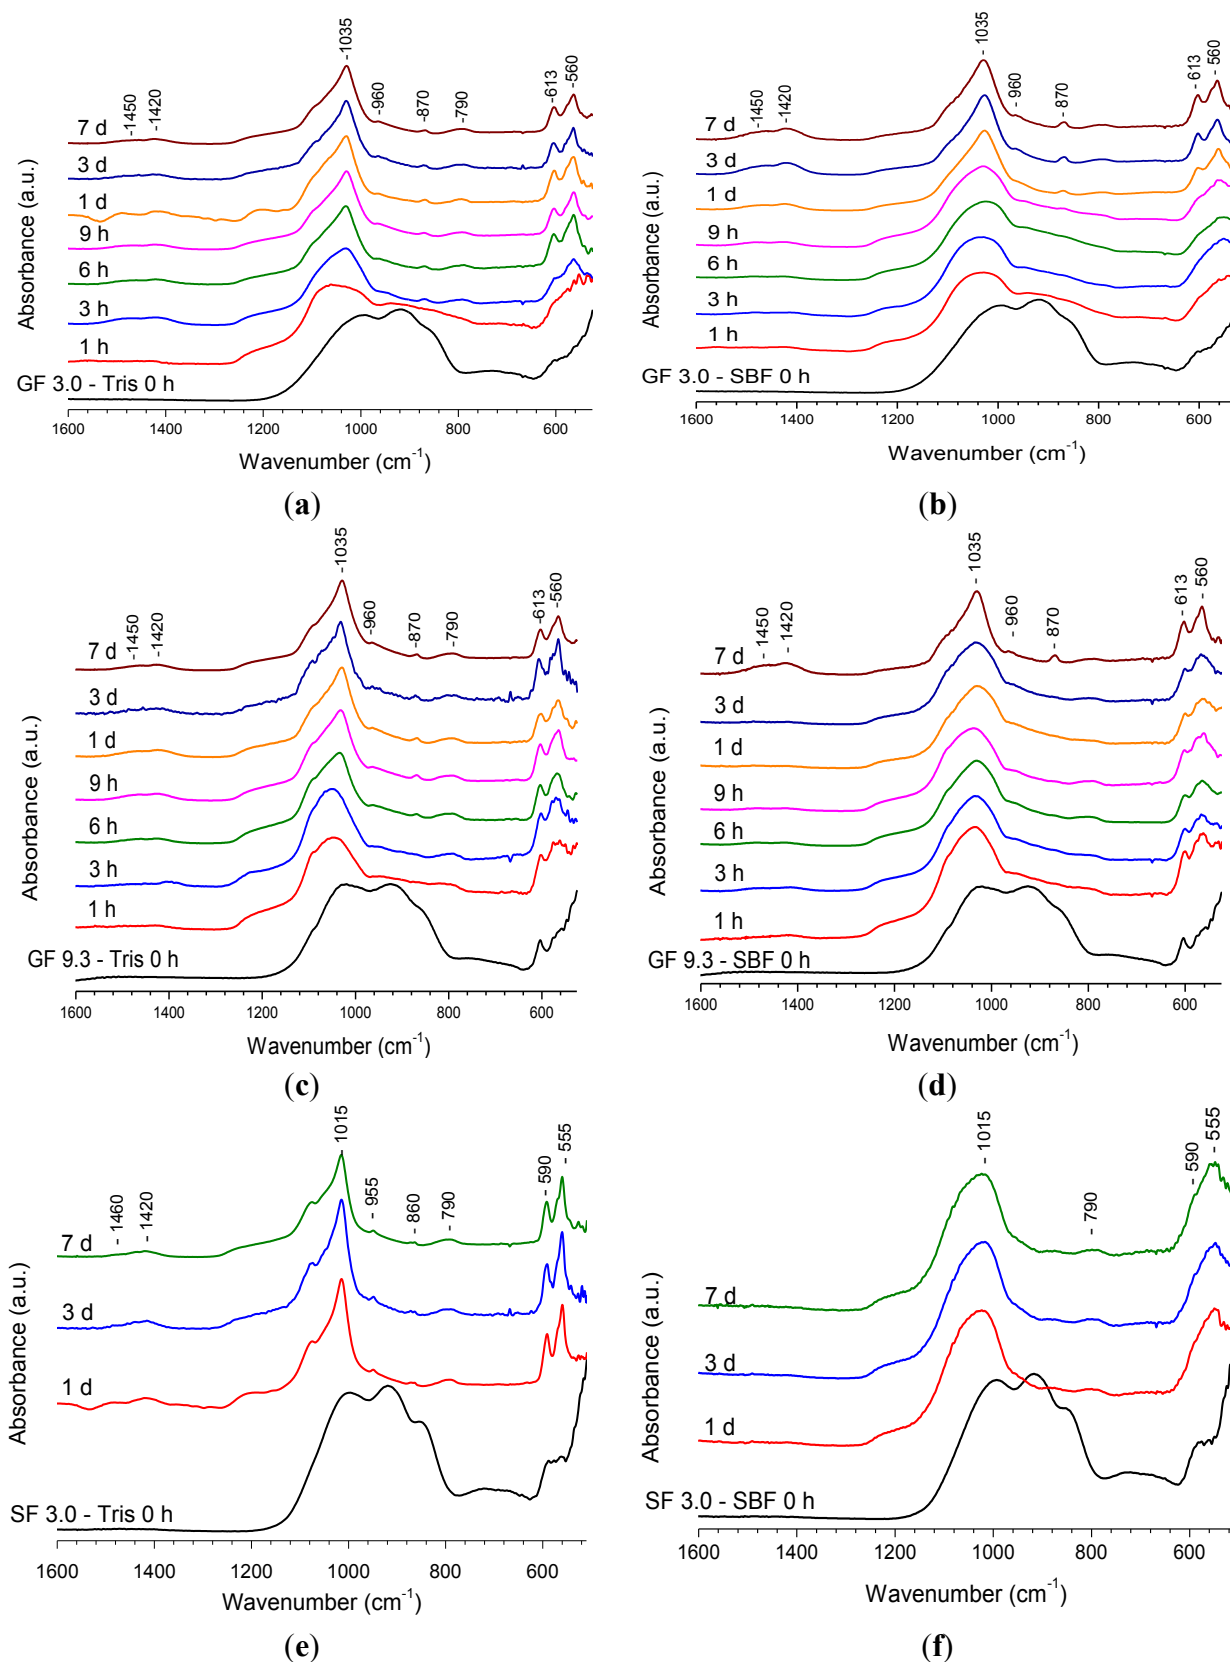 -1035
-1450
-1420
-960
-870
-790
613
-560
7 d
3 d
1 d
9 h
6 h
3 h
1 h
GF 3.0 - Tris 0 h
Absorbance (a.u.)
1600 1400 1200 1000 800 600
Wavenumber (cm-1)
(a)
-1035
-1450
-1420
-960
-870
613
-560
7 d
3 d
1 d
9 h
6 h
3 h
1 h
GF 3.0 - SBF 0 h
Absorbance (a.u.)
1600 1400 1200 1000 800 600
Wavenumber (cm-1)
(b)
-1035
-1450
-1420
-960
-870
-790
613
-560
7 d
3 d
1 d
9 h
6 h
3 h
1 h
GF 9.3 - Tris 0 h
Absorbance (a.u.)
1600 1400 1200 1000 800 600
Wavenumber (cm-1)
(c)
-1035
-1450
-1420
-960
-870
613
-560
7 d
3 d
1 d
9 h
6 h
3 h
1 h
GF 9.3 - SBF 0 h
Absorbance (a.u.)
1600 1400 1200 1000 800 600
Wavenumber (cm-1)
(d)
1015
-1460
-1420
-955
-860
-790
-590
-555
7 d
3 d
1 d
SF 3.0 - Tris 0 h
Absorbance (a.u.)
1600 1400 1200 1000 800 600
Wavenumber (cm-1)
(e)
-1015
-790
-590
-555
7 d
3 d
1 d
SF 3.0 - SBF 0 h
Absorbance (a.u.)
1600 1400 1200 1000 800 600
Wavenumber (cm-1)
(f)